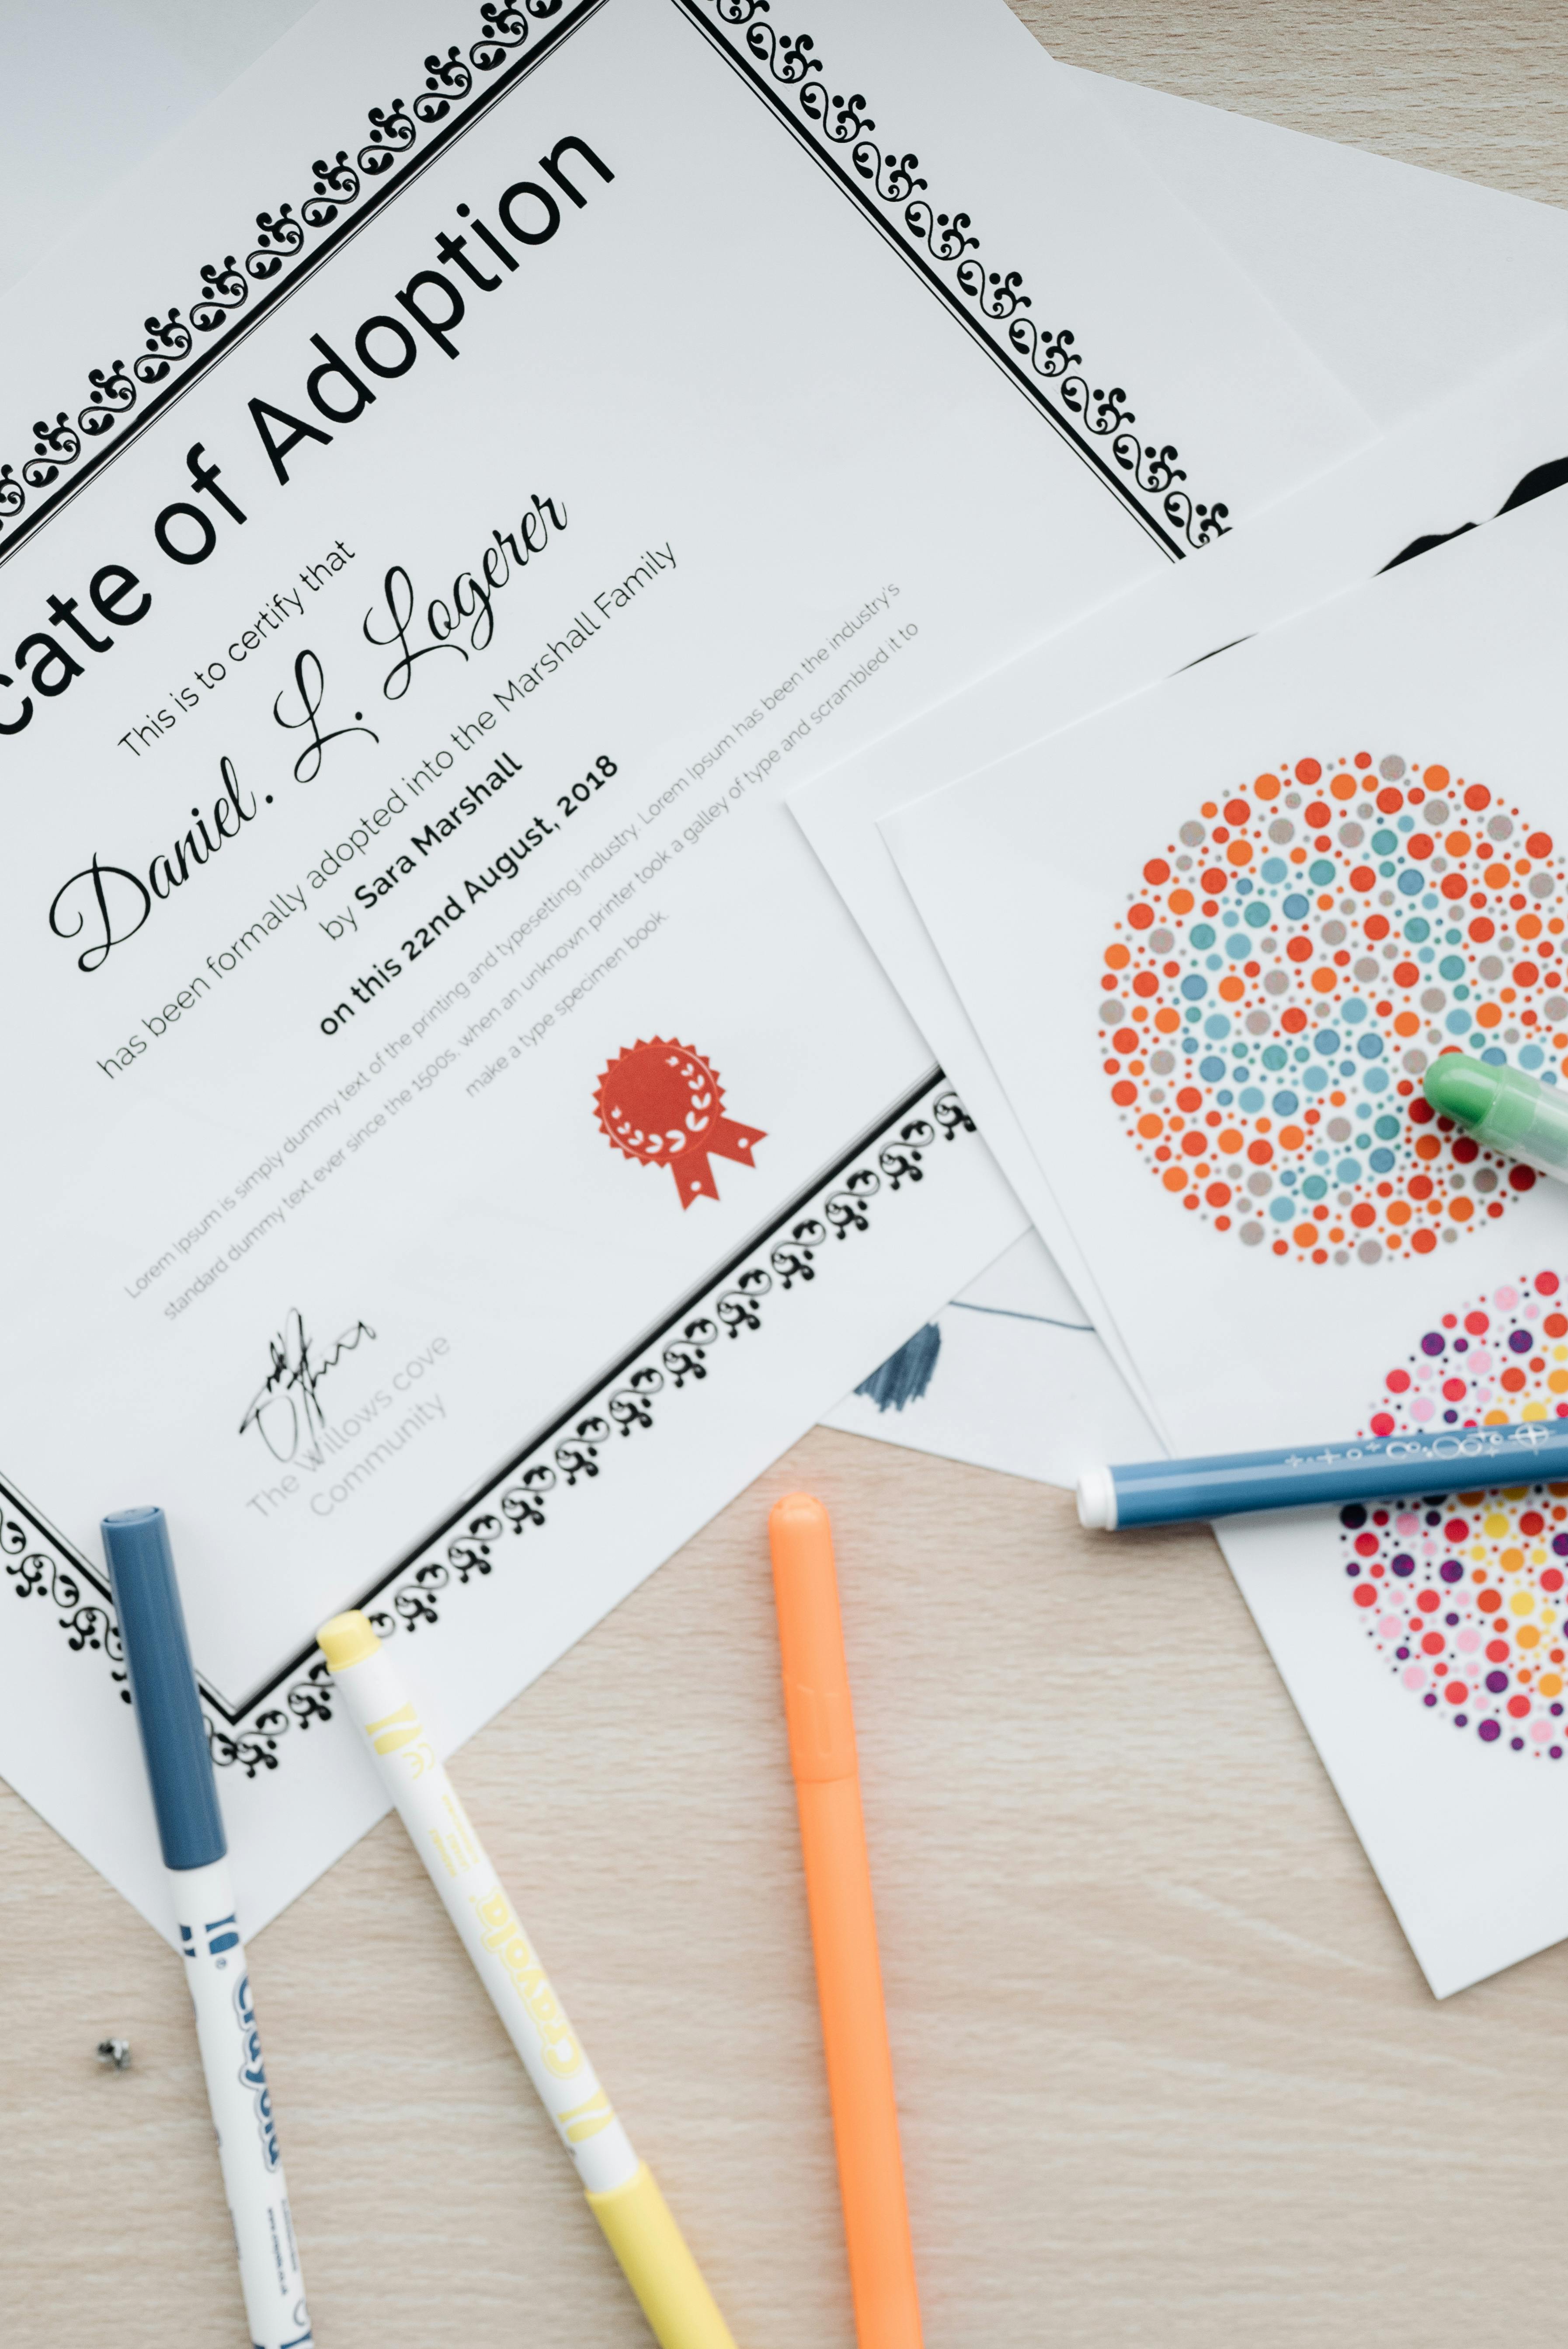 cate of Adoption
This is to certify that
Daniel. L. Logerer
has been formally adopted into the Marshall Family
by Sara Marshall
on this 22nd August, 2018
Lorem Ipsum is simply dummy text of the printing and typesetting industry. Lorem Ipsum has been the industry's
standard dummy text ever since the 1500s, when an unknown printer took a galley of type and scrambled it to
make a type specimen book.
The Willows cove
Community
Crayola
Crayola